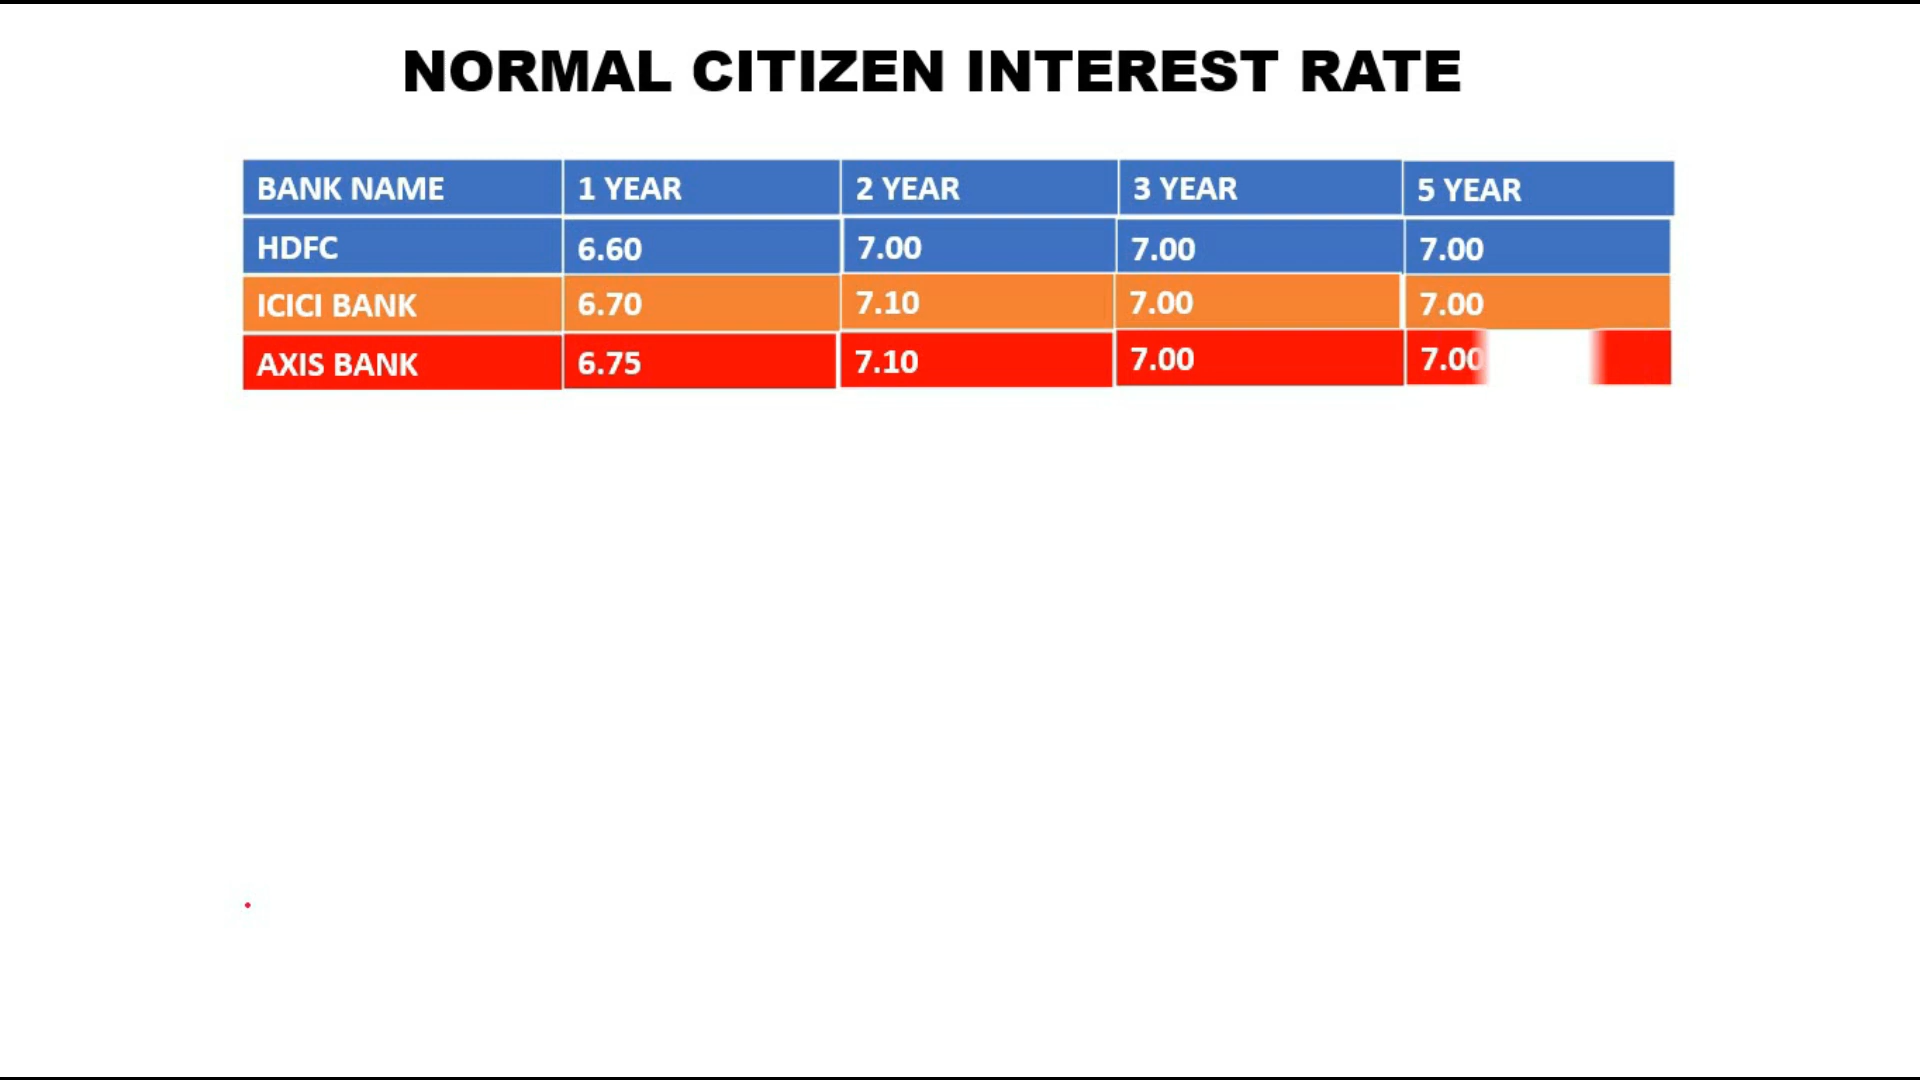 NORMAL CITIZEN INTEREST RATE
BANK NAME 1 YEAR 2 YEAR 3 YEAR 5 YEAR
HDFC 6.60 7.00 7.00 7.00
ICICI BANK 6.70 7.10 7.00 7.00
AXIS BANK 6.75 7.10 7.00 7.00